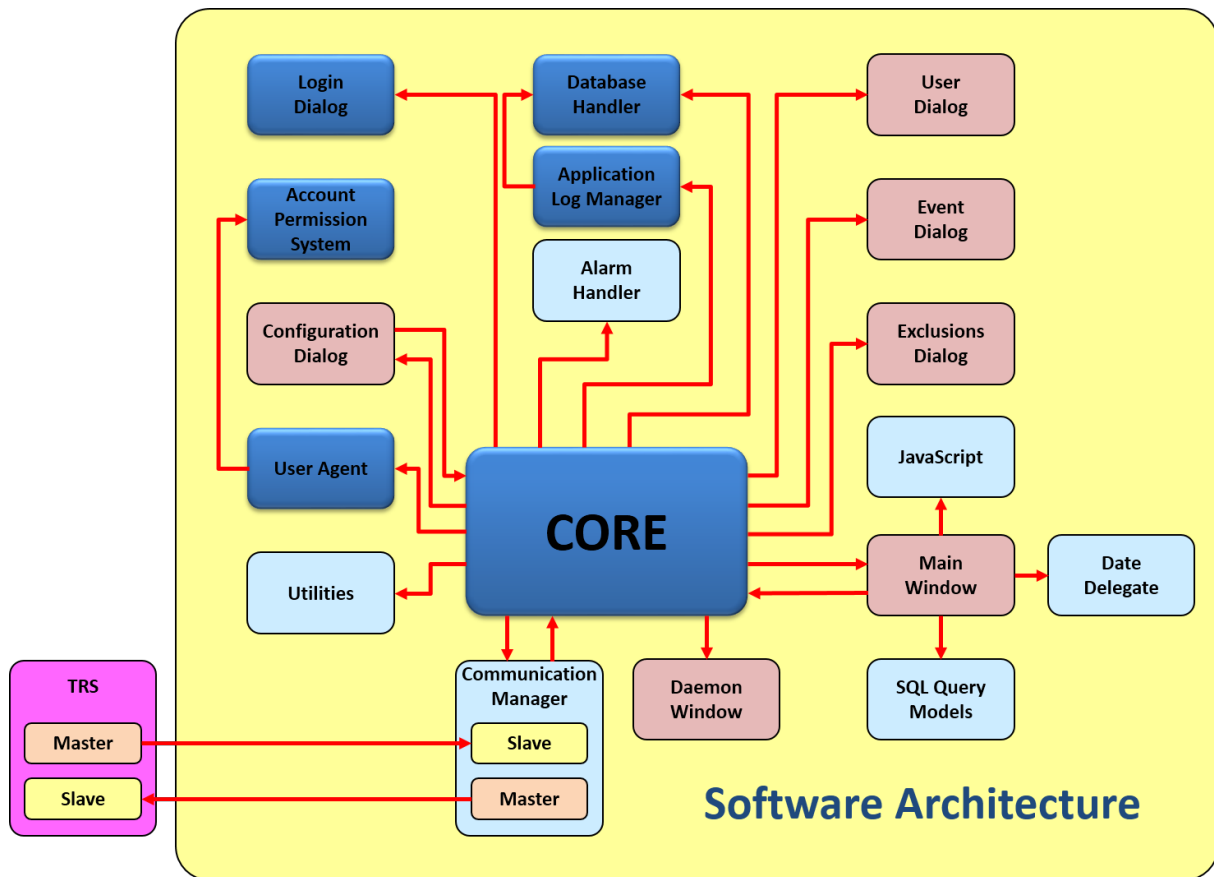 Login
Dialog
Database
Handler
User
Dialog
Application
Log Manager
Account
Permission
System
Event
Dialog
Alarm
Handler
Configuration
Dialog
Exclusions
Dialog
JavaScript
User Agent
CORE
Utilities
Main
Window
Date
Delegate
TRS
Master
Slave
Communication
Manager
Slave
Master
Daemon
Window
SQL Query
Models
Software Architecture